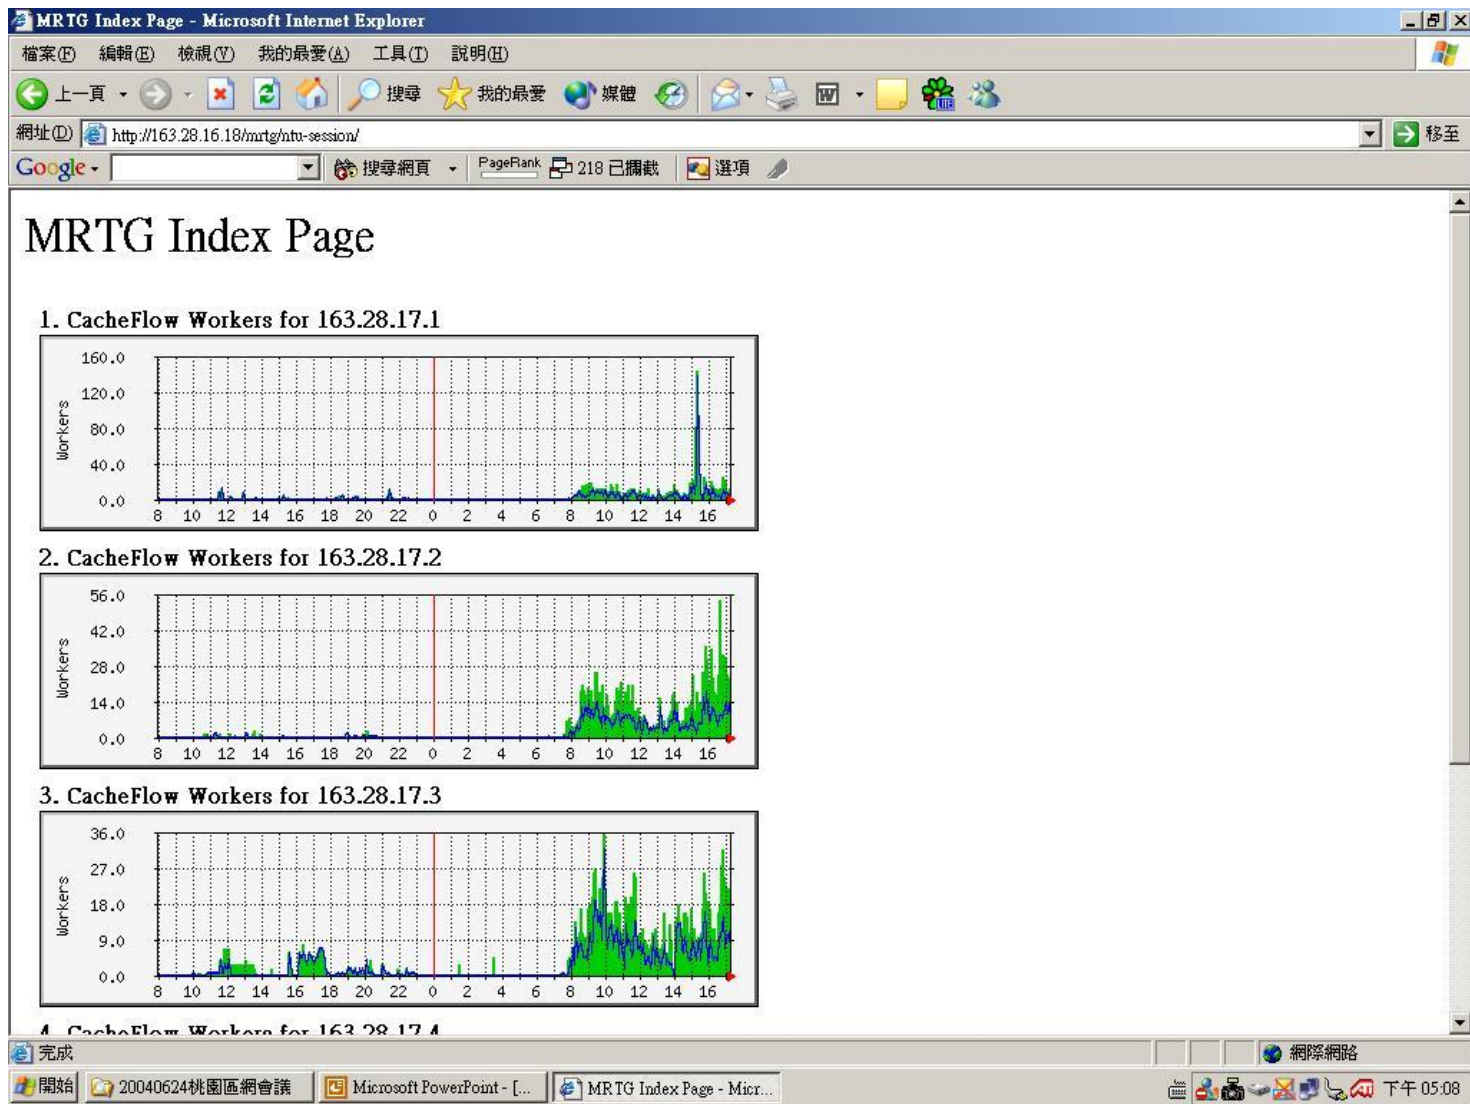 MRTG Index Page - Microsoft Internet Explorer
檔案(F) 編輯(E) 檢視(V) 我的最愛(A) 工具(T) 說明(H)
上一頁 搜尋 我的最愛 媒體
網址(D) http://163.28.16.18/mrtg/ntu-session/ 移至
Google 搜尋網頁 PageRank 218 已攔截 選項
MRTG Index Page
1. CacheFlow Workers for 163.28.17.1
160.0
120.0
80.0
40.0
0.0
Workers
8 10 12 14 16 18 20 22 0 2 4 6 8 10 12 14 16
2. CacheFlow Workers for 163.28.17.2
56.0
42.0
28.0
14.0
0.0
Workers
8 10 12 14 16 18 20 22 0 2 4 6 8 10 12 14 16
3. CacheFlow Workers for 163.28.17.3
36.0
27.0
18.0
9.0
0.0
Workers
8 10 12 14 16 18 20 22 0 2 4 6 8 10 12 14 16
4. CacheFlow Workers for 163.28.17.4
完成 網際網路
開始 20040624桃園區網會議 Microsoft PowerPoint - [... MRTG Index Page - Micr... 下午 05:08